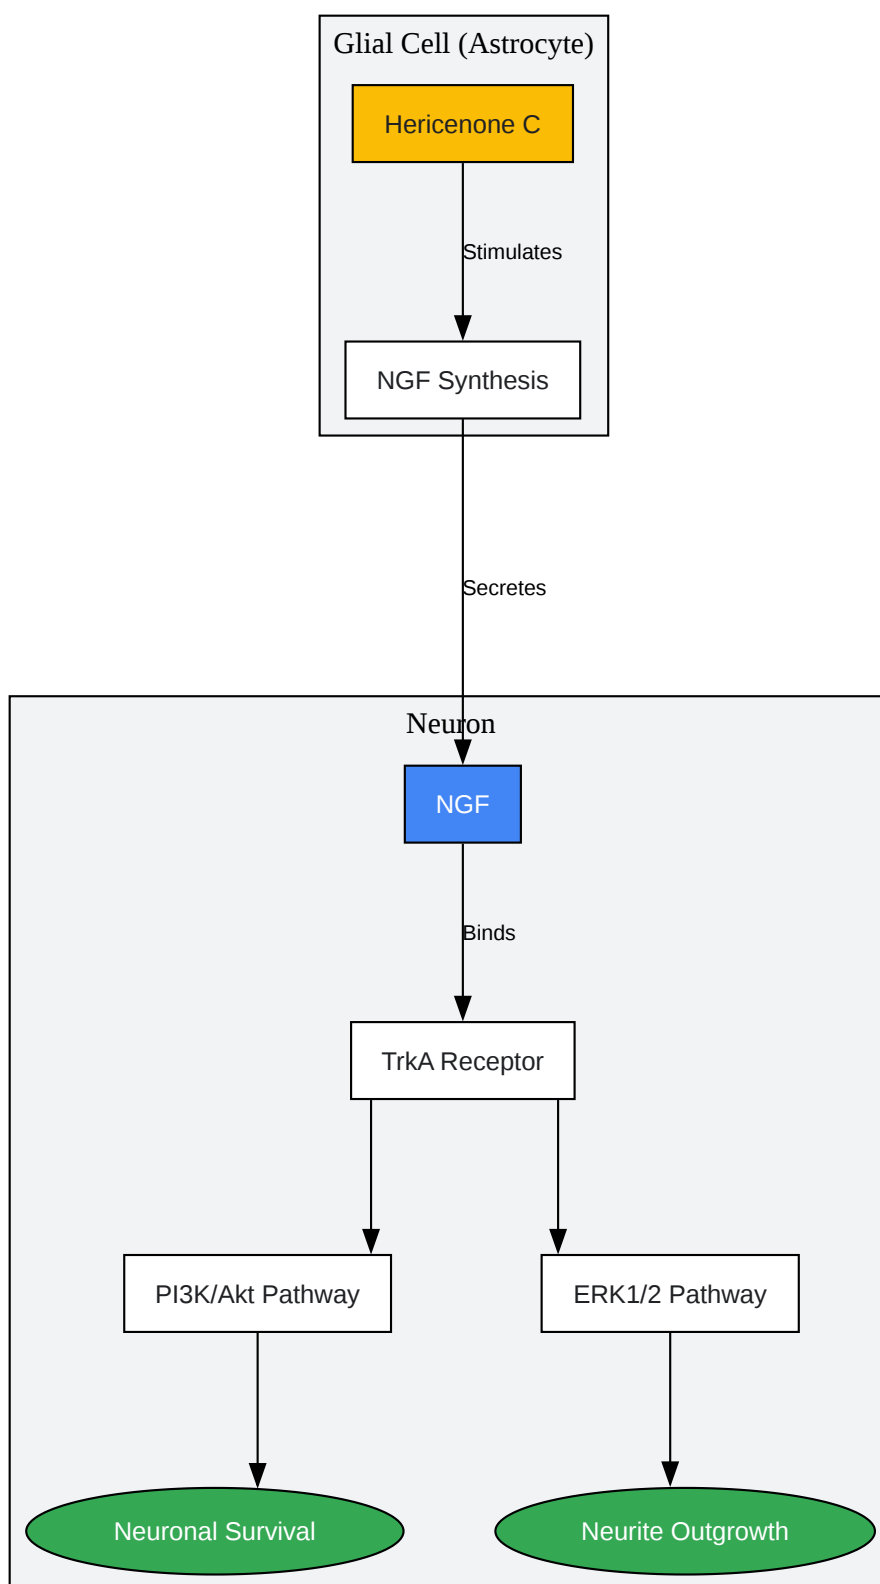 Glial Cell (Astrocyte)
Hericenone C
Stimulates
NGF Synthesis
Secretes
Neuron
NGF
Binds
TrkA Receptor
PI3K/Akt Pathway
ERK1/2 Pathway
Neuronal Survival
Neurite Outgrowth